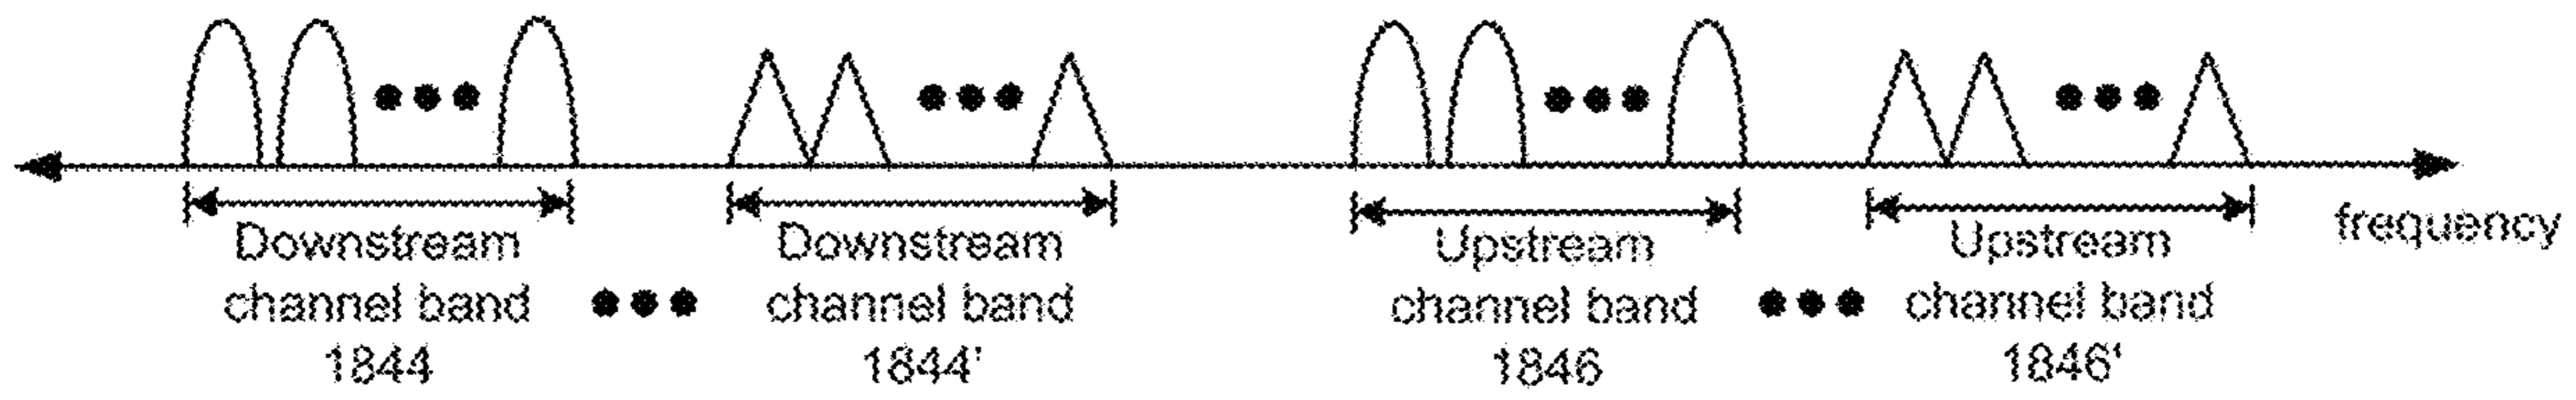 Downstream
channel band
1844
Downstream
channel band
1844'
Upstream
channel band
1846
Upstream
channel band
1846'
frequency